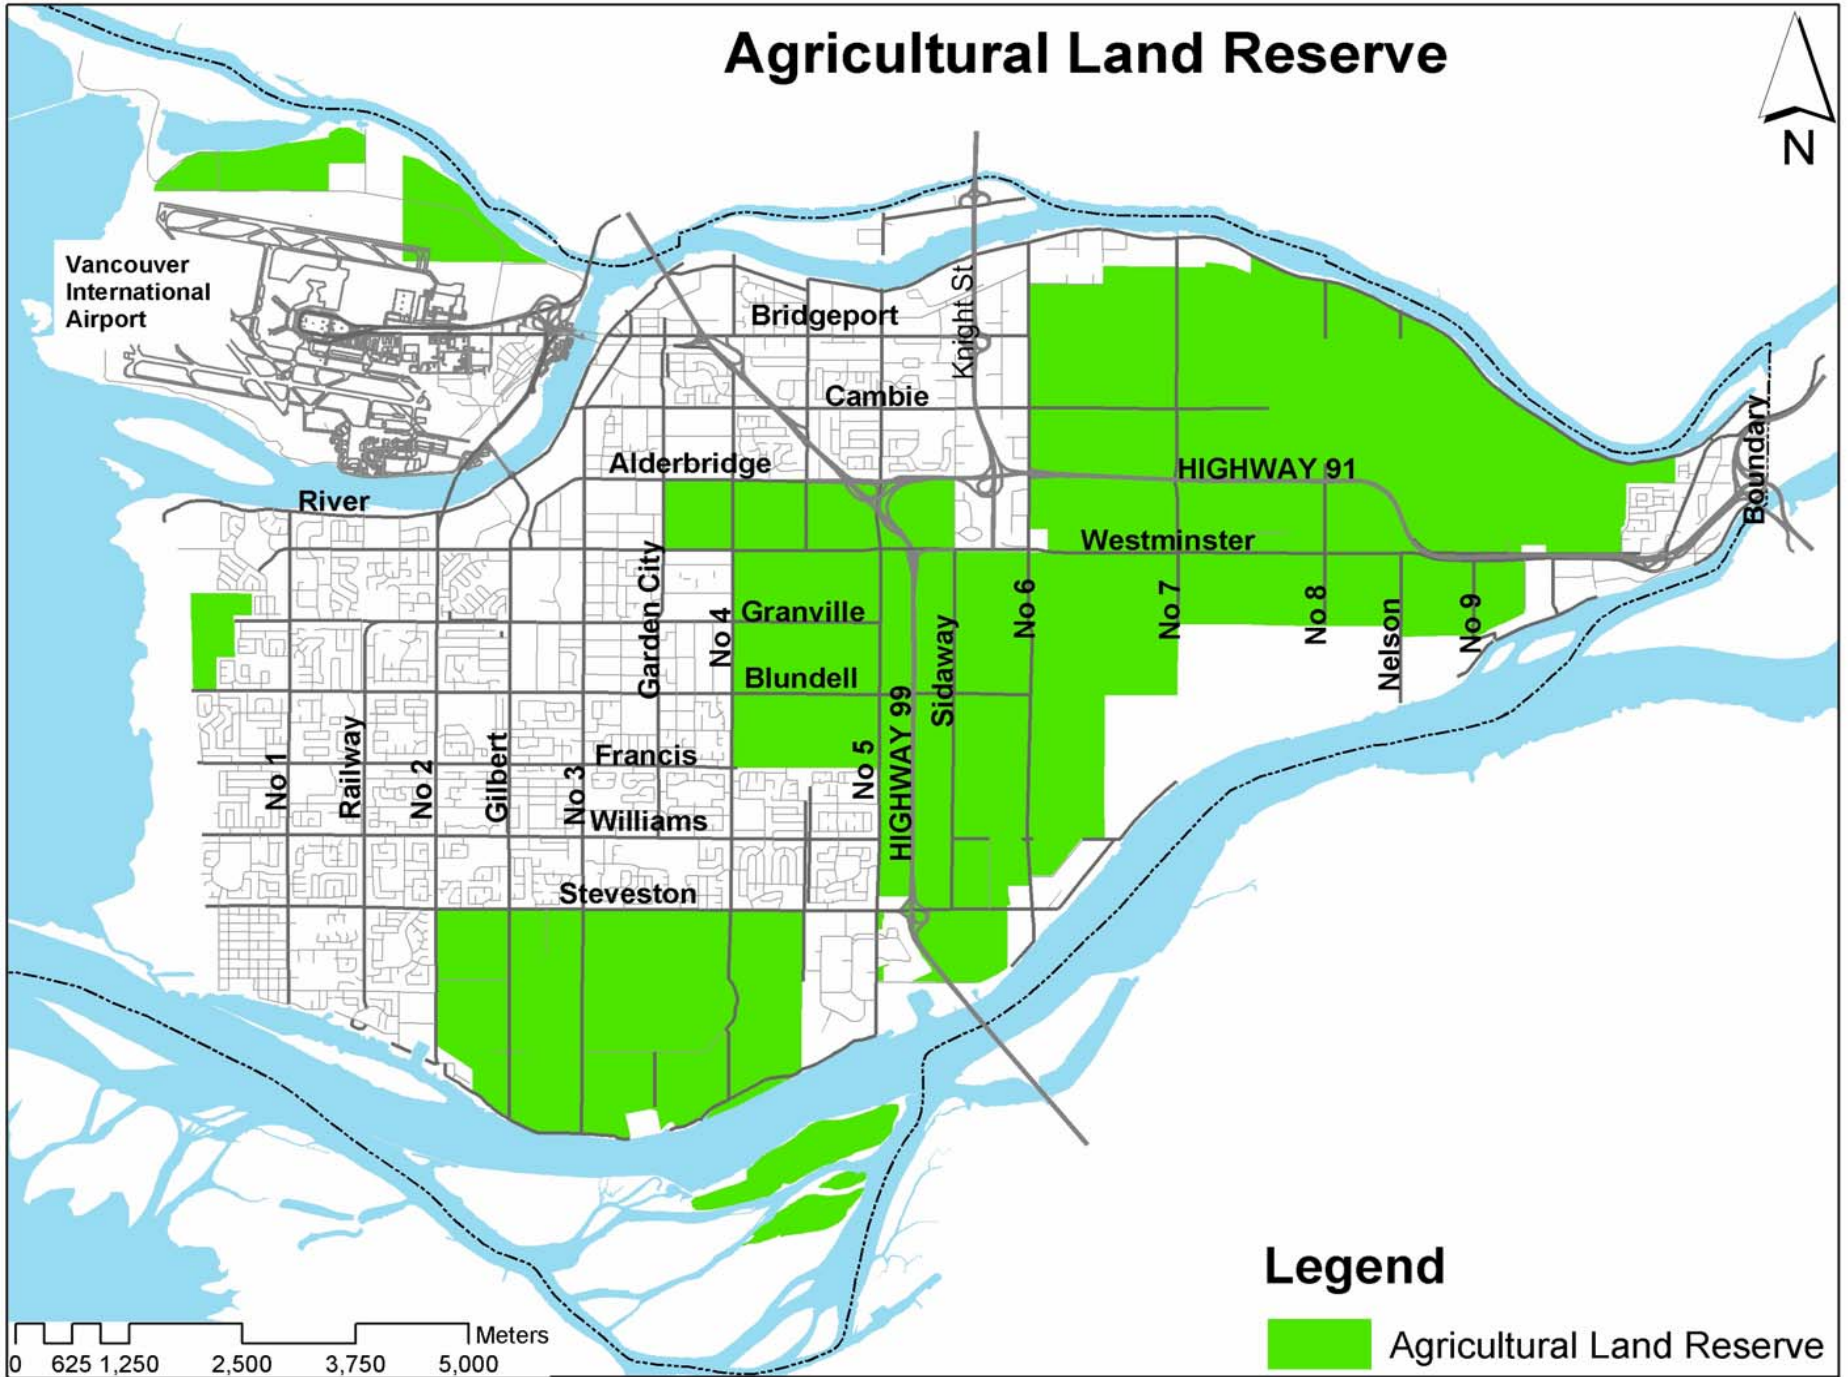 Agricultural Land Reserve
N
Vancouver
International
Airport
Bridgeport
Knight St
Cambie
Alderbridge
HIGHWAY 91
Boundary
River
Westminster
Garden City
No 4
Granville
Sidaway
No 6
No 7
No 8
Nelson
No 9
Blundell
HIGHWAY 99
No 1
Railway
No 2
Gilbert
No 3
Francis
No 5
Williams
Steveston
Legend
Agricultural Land Reserve
Meters
0 625 1,250 2,500 3,750 5,000